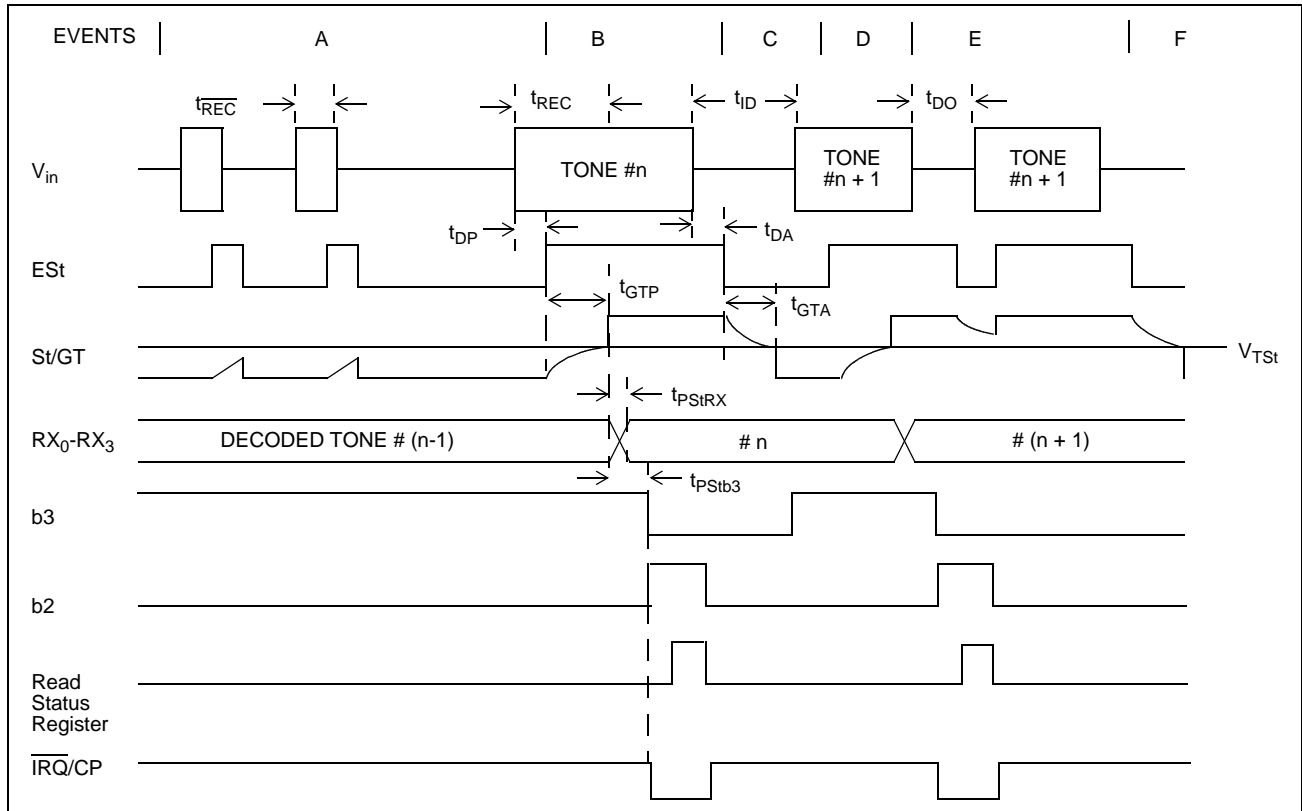 EVENTS A B C D E F
tREC tREC tID tDO
Vin TONE #n TONE #n + 1 TONE #n + 1
tDP tDA
ESt
tGTP
tGTA
St/GT
VTSt
tPStRX
RX0-RX3 DECODED TONE # (n-1) # n # (n + 1)
tPStb3
b3
b2
Read
Status
Register
IRQ/CP